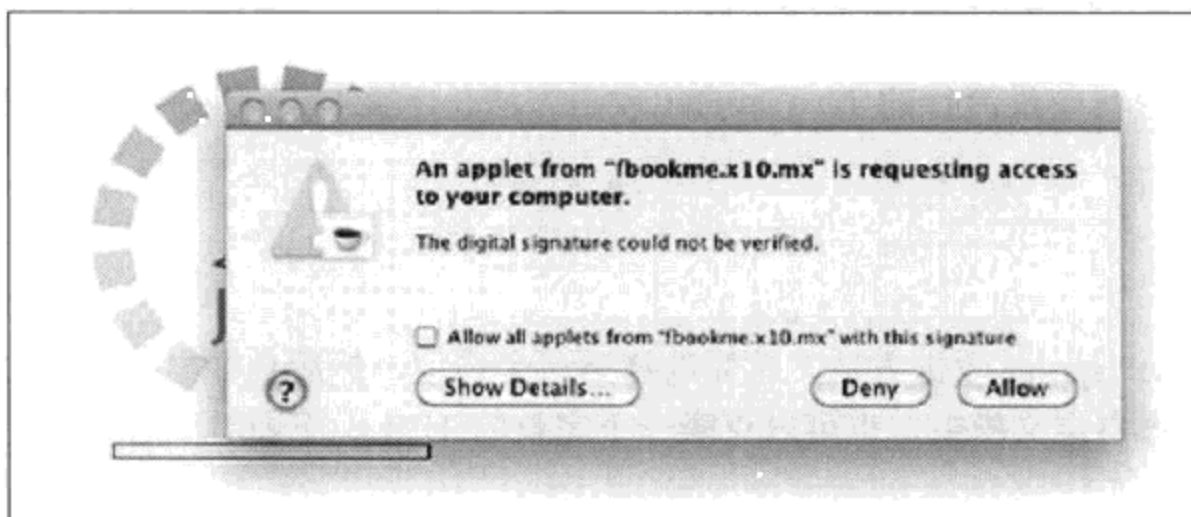 An applet from "fbookme.x10.mx" is requesting access
to your computer.
The digital signature could not be verified.
Allow all applets from "fbookme.x10.mx" with this signature
?
Show Details...
Deny
Allow